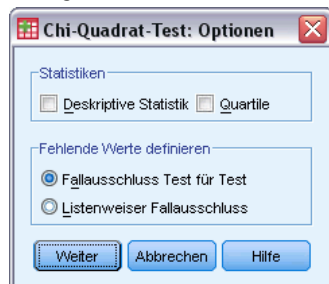 Chi-Quadrat-Test: Optionen
Statistiken
Deskriptive Statistik Quartile
Fehlende Werte definieren
Fallausschluss Test für Test
Listenweiser Fallausschluss
Weiter Abbrechen Hilfe